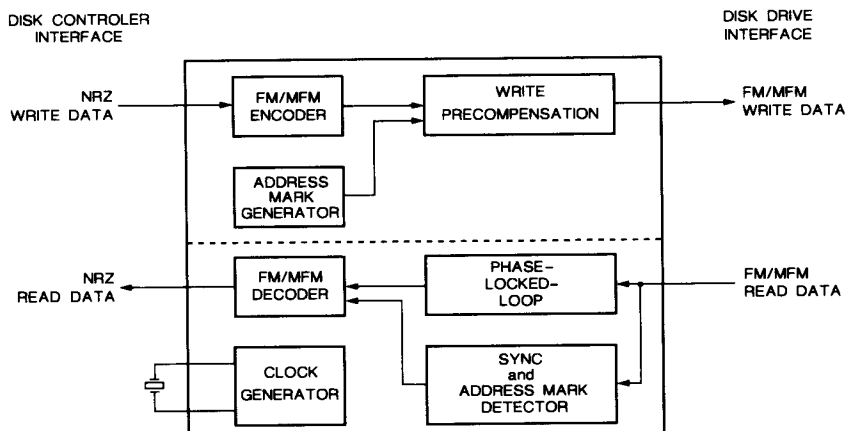 DISK CONTROLER
INTERFACE
DISK DRIVE
INTERFACE
NRZ
WRITE DATA
FM/MFM
ENCODER
WRITE
PRECOMPENSATION
FM/MFM
WRITE DATA
ADDRESS
MARK
GENERATOR
NRZ
READ DATA
FM/MFM
DECODER
PHASE-
LOCKED-
LOOP
FM/MFM
READ DATA
CLOCK
GENERATOR
SYNC
and
ADDRESS MARK
DETECTOR